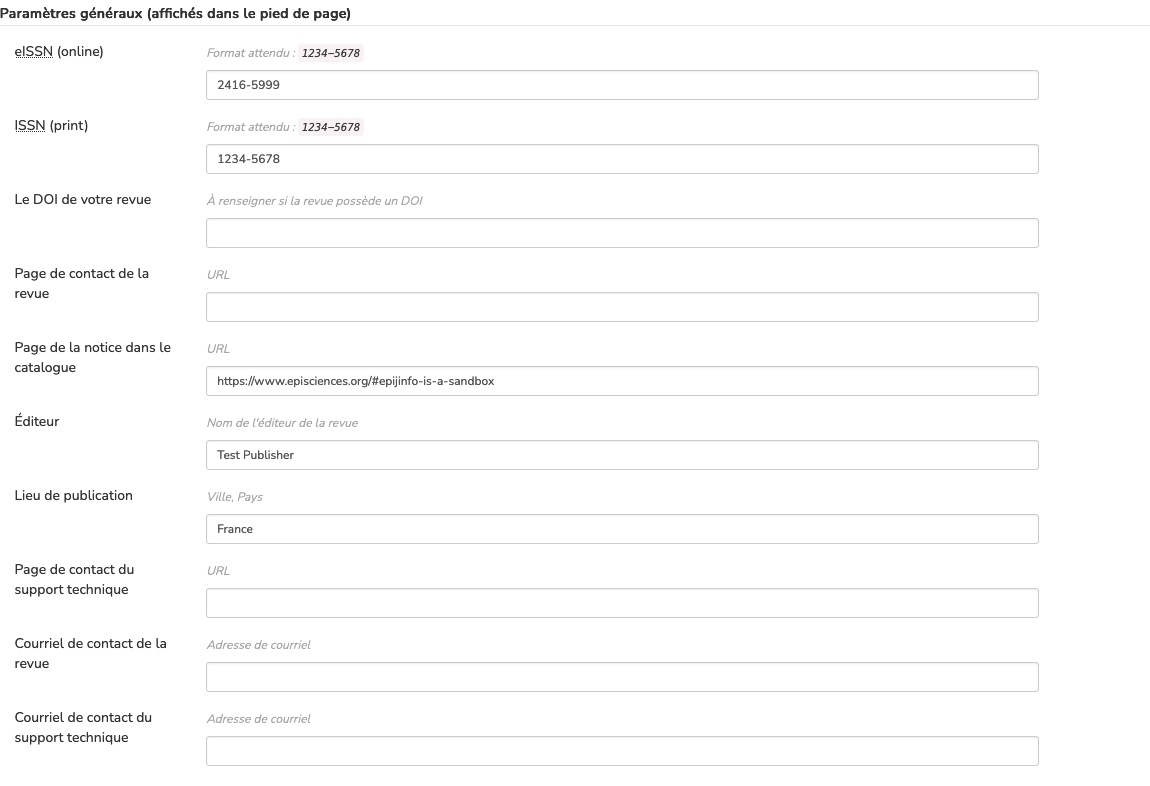 Paramètres généraux (affichés dans le pied de page)
eISSN (online)
Format attendu : 1234–5678
2416-5999
ISSN (print)
Format attendu : 1234–5678
1234-5678
Le DOI de votre revue
À renseigner si la revue possède un DOI
Page de contact de la
revue
URL
Page de la notice dans le
catalogue
URL
https://www.episciences.org/#epijinfo-is-a-sandbox
Éditeur
Nom de l'éditeur de la revue
Test Publisher
Lieu de publication
Ville, Pays
France
Page de contact du
support technique
URL
Courriel de contact de la
revue
Adresse de courriel
Courriel de contact du
support technique
Adresse de courriel